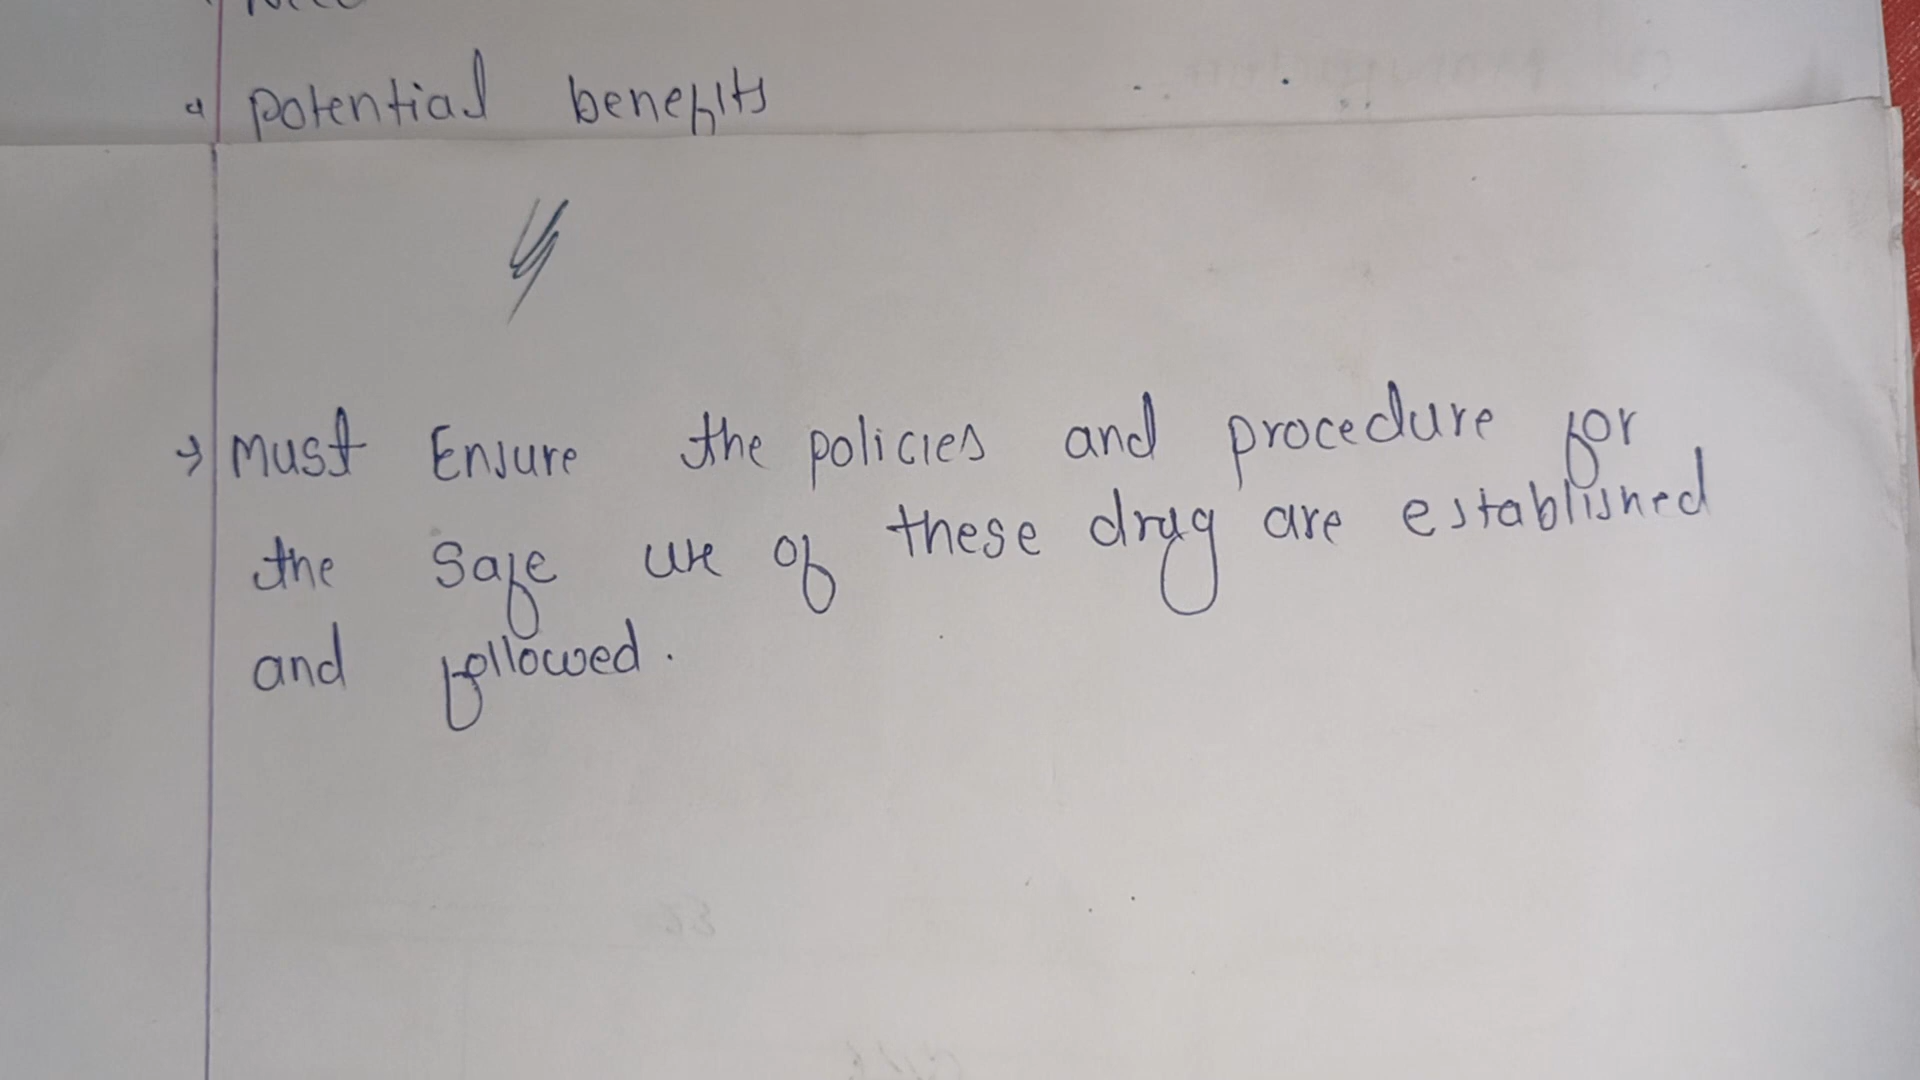 potential benefits
→ Must Ensure the policies and procedure for
the safe use of these drug are established
and followed.